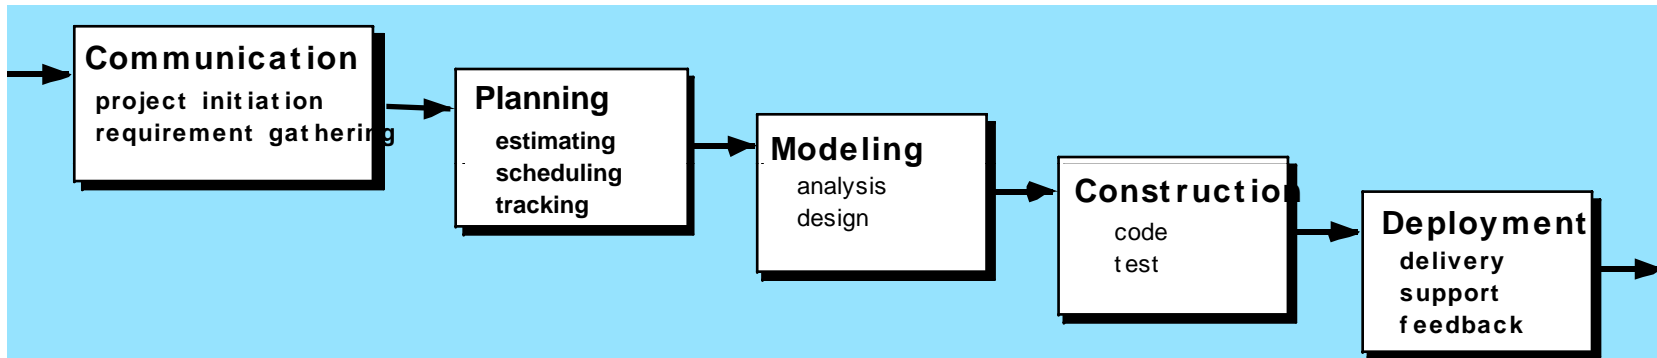 Communication
project initiation
requirement gathering
Planning
estimating
scheduling
tracking
Modeling
analysis
design
Construction
code
test
Deployment
delivery
support
feedback